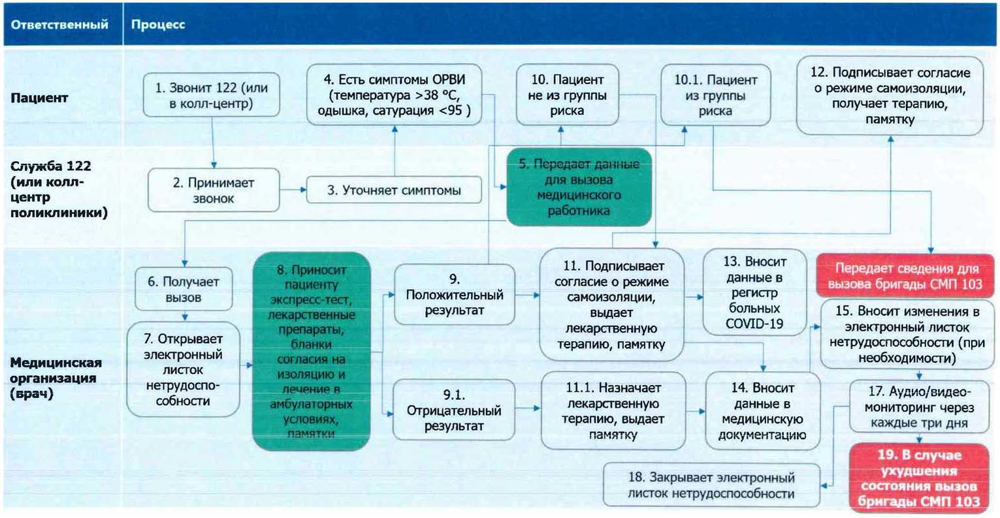 Ответственный
Процесс
Пациент
1. Звонит 122 (или
в колл-центр)
4. Есть симптомы ОРВИ
(температура >38 °C,
одышка, сатурация <95 )
10. Пациент
не из группы
риска
10.1. Пациент
из группы
риска
12. Подписывает согласие
о режиме самоизоляции,
получает терапию,
памятку
Служба 122
(или колл-
центр
поликлиники)
2. Принимает
звонок
3. Уточняет симптомы
5. Передает данные
для вызова
медицинского
работника
Медицинская
организация
(врач)
6. Получает
вызов
7. Открывает
электронный
листок
нетрудоспо-
собности
8. Приносит
пациенту
экспресс-тест,
лекарственные
препараты,
бланки
согласия на
изоляцию и
лечение в
амбулаторных
условиях,
памятки
9.
Положительный
результат
9.1.
Отрицательный
результат
11. Подписывает
согласие о режиме
самоизоляции,
выдает
лекарственную
терапию, памятку
11.1. Назначает
лекарственную
терапию, выдает
памятку
13. Вносит
данные в
регистр
больных
COVID-19
14. Вносит
данные в
медицинскую
документацию
Передает сведения для
вызова бригады СМП 103
15. Вносит изменения в
электронный листок
нетрудоспособности (при
необходимости)
17. Аудио/видео-
мониторинг через
каждые три дня
18. Закрывает электронный
листок нетрудоспособности
19. В случае
ухудшения
состояния вызов
бригады СМП 103